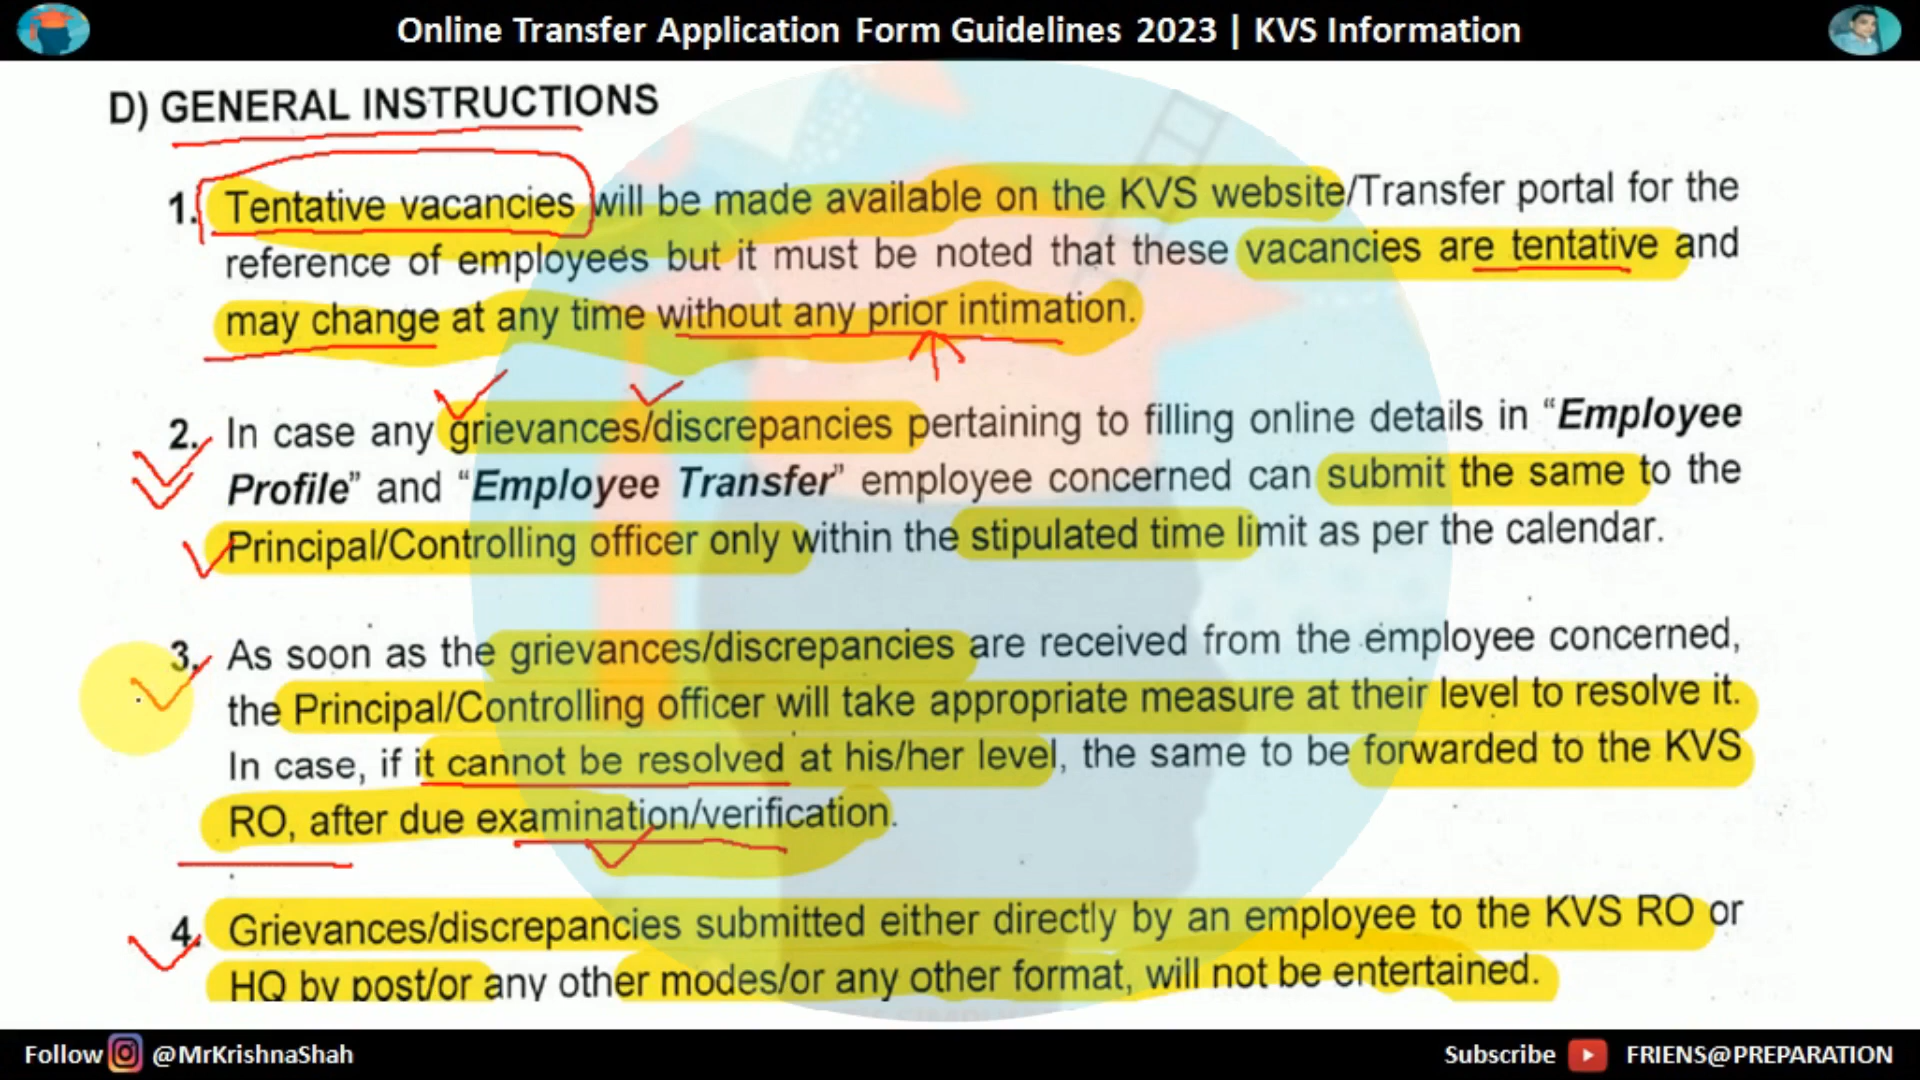 Online Transfer Application Form Guidelines 2023 | KVS Information
D) GENERAL INSTRUCTIONS
1. Tentative vacancies will be made available on the KVS website/Transfer portal for the
reference of employees but it must be noted that these vacancies are tentative and
may change at any time without any prior intimation.
2. In case any grievances/discrepancies pertaining to filling online details in “Employee
Profile” and “Employee Transfer” employee concerned can submit the same to the
Principal/Controlling officer only within the stipulated time limit as per the calendar.
3. As soon as the grievances/discrepancies are received from the employee concerned,
the Principal/Controlling officer will take appropriate measure at their level to resolve it.
In case, if it cannot be resolved at his/her level, the same to be forwarded to the KVS
RO, after due examination/verification.
4. Grievances/discrepancies submitted either directly by an employee to the KVS RO or
HQ by post/or any other modes/or any other format, will not be entertained.
Follow @MrKrishnaShah
Subscribe FRIENS@PREPARATION